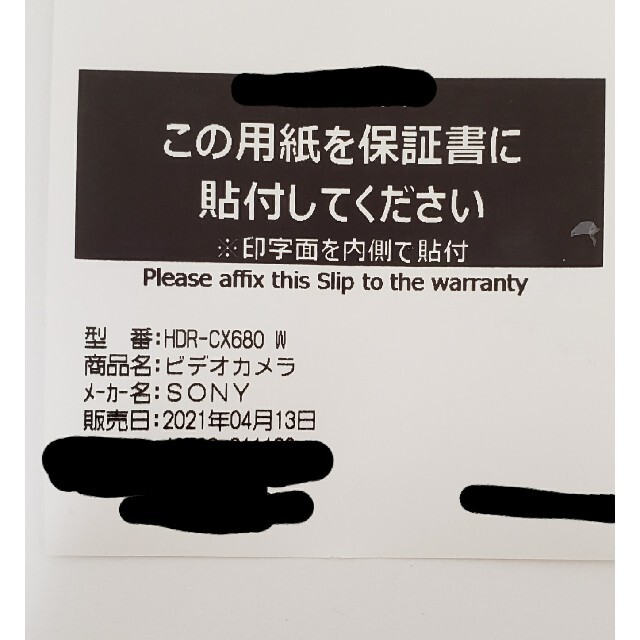 この用紙を保証書に
貼付してください
※印字面を内側で貼付
Please affix this Slip to the warranty
型　番:HDR-CX680 W
商品名:ビデオカメラ
ﾒｰｶｰ名:ＳＯＮＹ
販売日:2021年04月13日